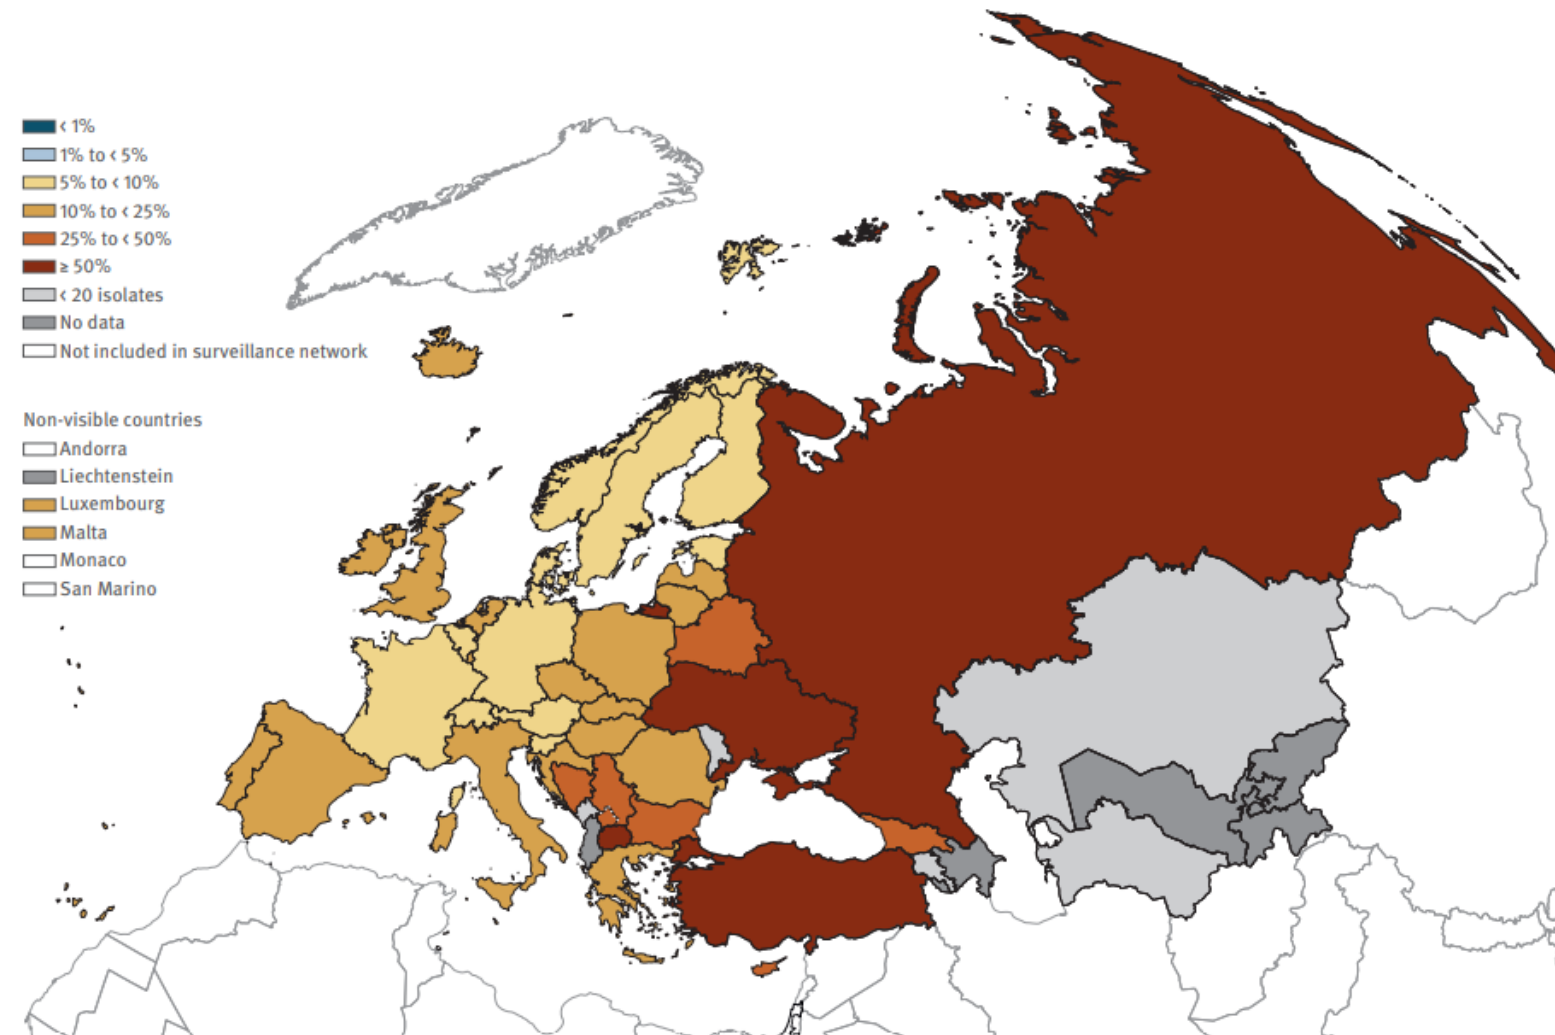 < 1%
1% to < 5%
5% to < 10%
10% to < 25%
25% to < 50%
≥ 50%
< 20 isolates
No data
Not included in surveillance network
Non-visible countries
Andorra
Liechtenstein
Luxembourg
Malta
Monaco
San Marino